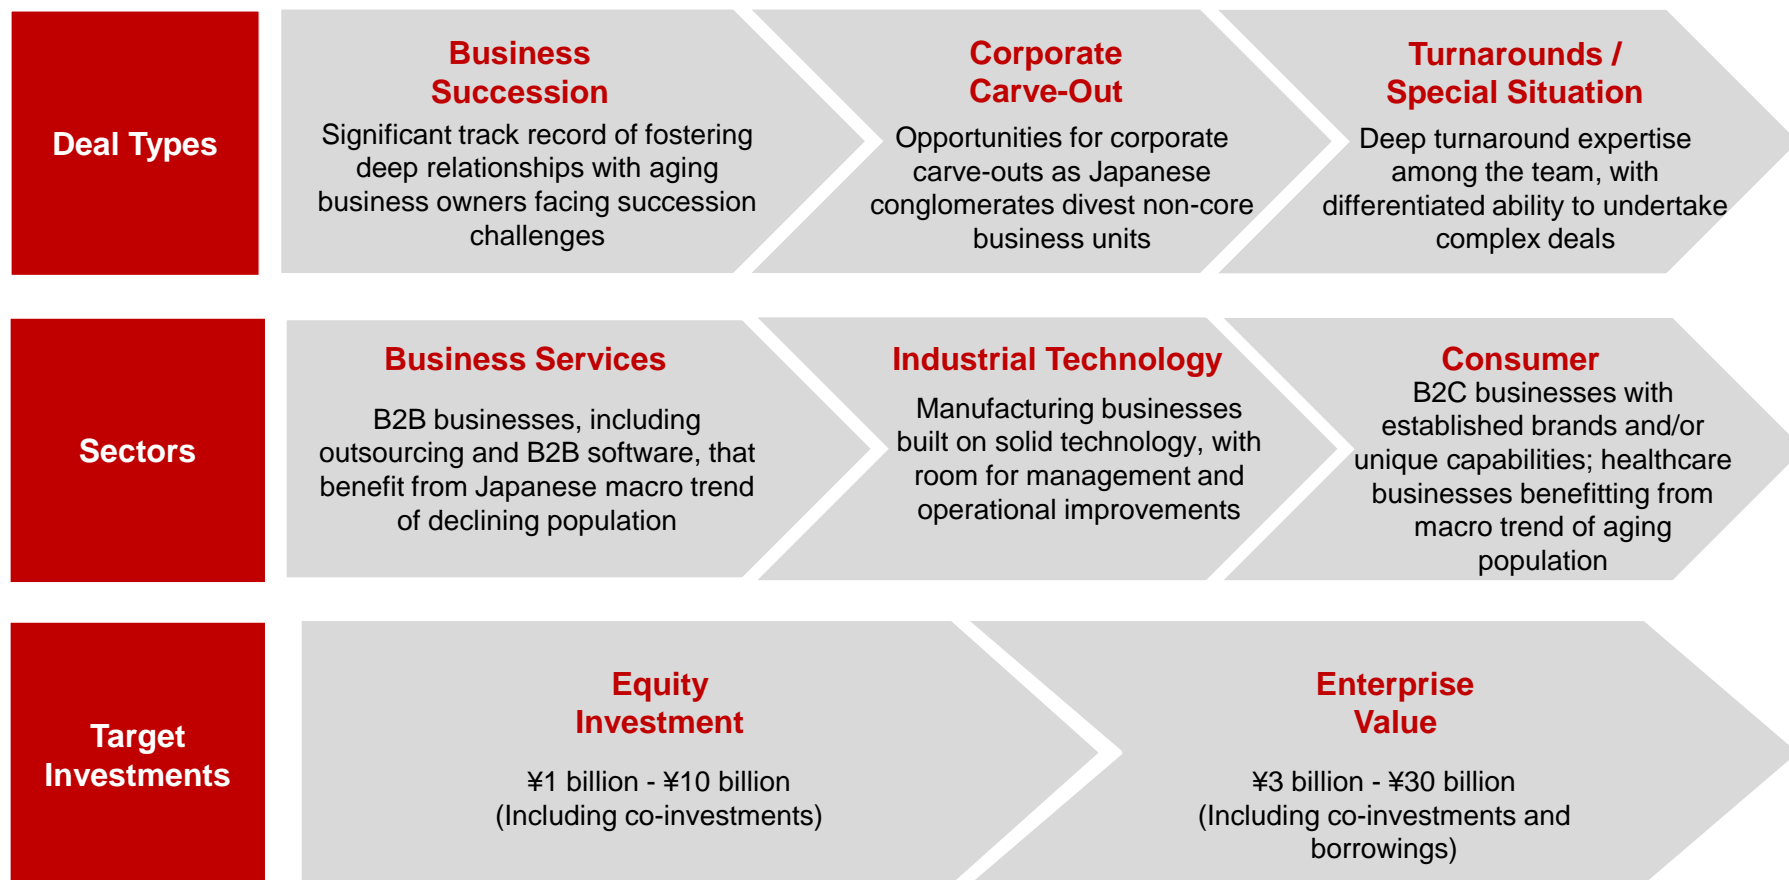 Deal Types
Business
Succession
Significant track record of fostering
deep relationships with aging
business owners facing succession
challenges
Corporate
Carve-Out
Opportunities for corporate
carve-outs as Japanese
conglomerates divest non-core
business units
Turnarounds /
Special Situation
Deep turnaround expertise
among the team, with
differentiated ability to undertake
complex deals
Sectors
Business Services
B2B businesses, including
outsourcing and B2B software, that
benefit from Japanese macro trend
of declining population
Industrial Technology
Manufacturing businesses
built on solid technology, with
room for management and
operational improvements
Consumer
B2C businesses with
established brands and/or
unique capabilities; healthcare
businesses benefitting from
macro trend of aging
population
Target
Investments
Equity
Investment
¥1 billion - ¥10 billion
(Including co-investments)
Enterprise
Value
¥3 billion - ¥30 billion
(Including co-investments and
borrowings)